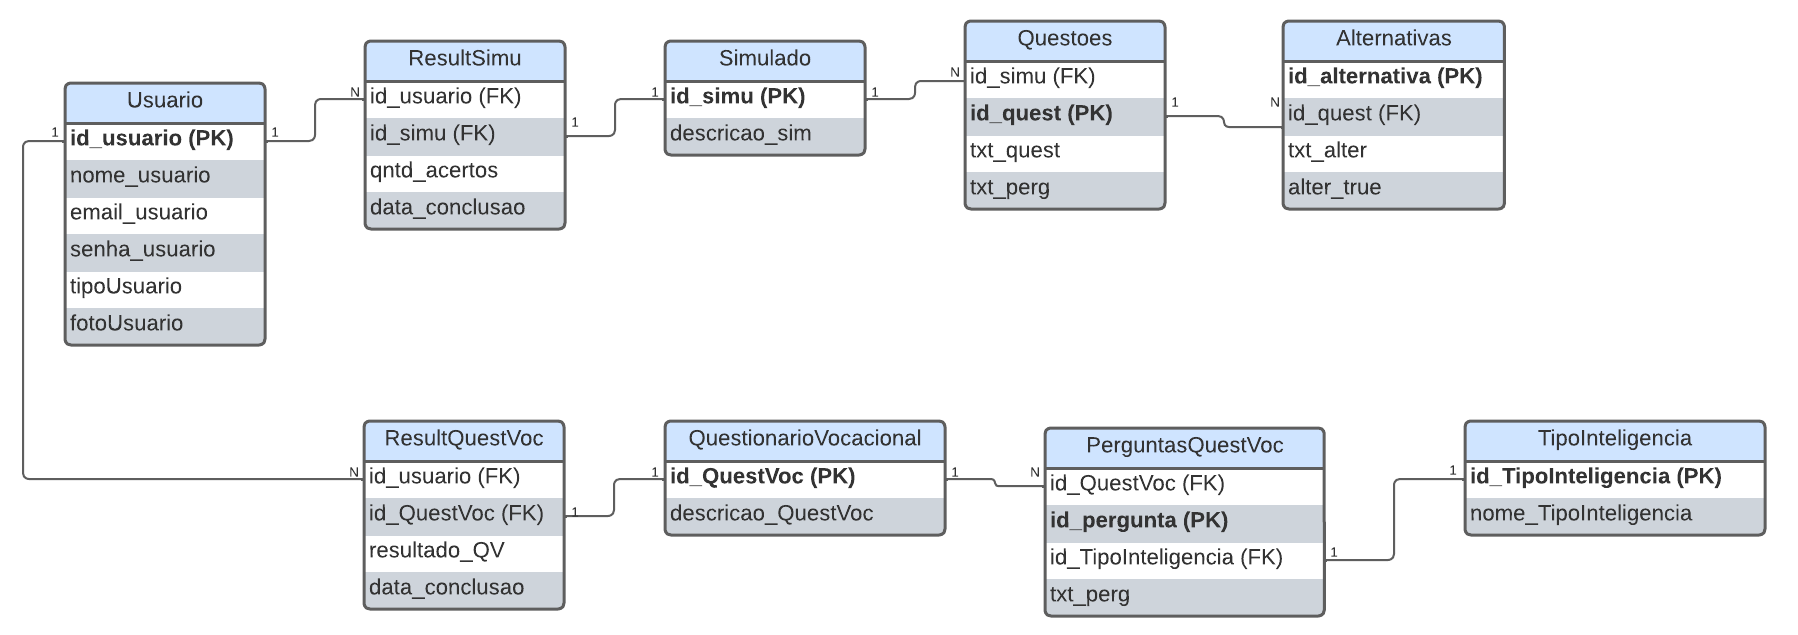 Usuario
1
id_usuario (PK)
1
nome_usuario
email_usuario
senha_usuario
tipoUsuario
fotoUsuario
ResultSimu
N
id_usuario (FK)
id_simu (FK)
1
qntd_acertos
data_conclusao
Simulado
1
id_simu (PK)
1
descricao_sim
Questoes
N
id_simu (FK)
id_quest (PK)
1
txt_quest
txt_perg
Alternativas
id_alternativa (PK)
N
id_quest (FK)
txt_alter
alter_true
ResultQuestVoc
N
id_usuario (FK)
id_QuestVoc (FK)
1
resultado_QV
data_conclusao
QuestionarioVocacional
1
id_QuestVoc (PK)
1
descricao_QuestVoc
PerguntasQuestVoc
N
id_QuestVoc (FK)
id_pergunta (PK)
id_TipoInteligencia (FK)
1
txt_perg
TipoInteligencia
1
id_TipoInteligencia (PK)
nome_TipoInteligencia